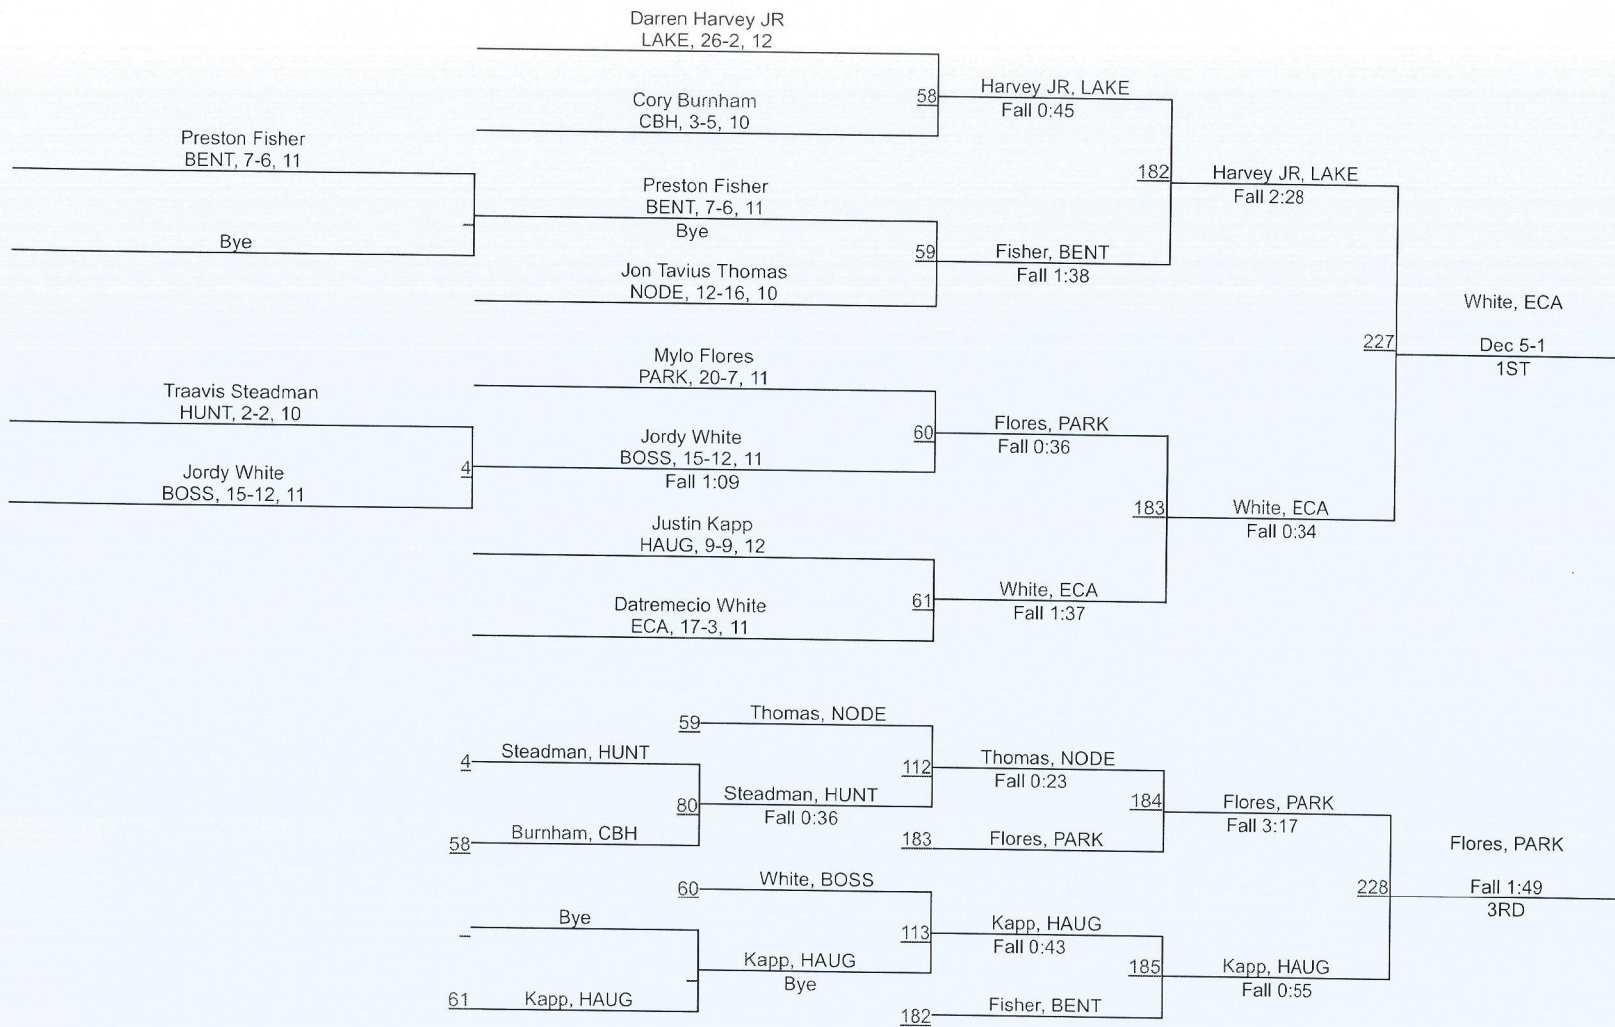 Darren Harvey JR
LAKE, 26-2, 12
58
Harvey JR, LAKE
Fall 0:45
Cory Burnham
CBH, 3-5, 10
Preston Fisher
BENT, 7-6, 11
182
Harvey JR, LAKE
Fall 2:28
Preston Fisher
BENT, 7-6, 11
Bye
Bye
59
Fisher, BENT
Fall 1:38
Jon Tavius Thomas
NODE, 12-16, 10
White, ECA
227
Dec 5-1
1ST
Mylo Flores
PARK, 20-7, 11
Traavis Steadman
HUNT, 2-2, 10
60
Flores, PARK
Fall 0:36
Jordy White
BOSS, 15-12, 11
Fall 1:09
4
Jordy White
BOSS, 15-12, 11
183
White, ECA
Fall 0:34
Justin Kapp
HAUG, 9-9, 12
61
White, ECA
Fall 1:37
Datremecio White
ECA, 17-3, 11
59
Thomas, NODE
4
Steadman, HUNT
112
Thomas, NODE
Fall 0:23
80
Steadman, HUNT
Fall 0:36
184
Flores, PARK
Fall 3:17
58
Burnham, CBH
183
Flores, PARK
Flores, PARK
60
White, BOSS
228
Fall 1:49
3RD
Bye
113
Kapp, HAUG
Fall 0:43
Kapp, HAUG
Bye
185
Kapp, HAUG
Fall 0:55
61
Kapp, HAUG
182
Fisher, BENT